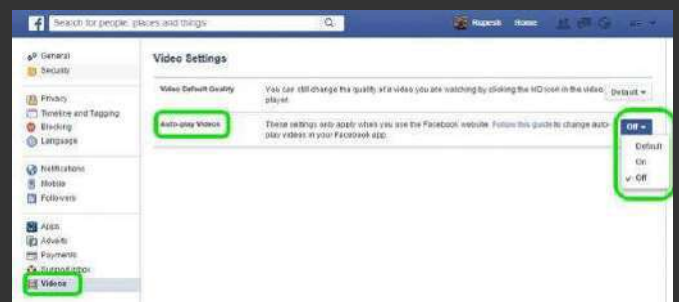 Search for people, places and things
Rupesh Home
General
Security
Privacy
Timeline and Tagging
Blocking
Language
Notifications
Mobile
Followers
Apps
Adverts
Payments
Support Inbox
Videos
Video Settings
Video Default Quality
You can still change the quality of a video you are watching by clicking the HD icon in the video
player.
Default
Auto-play Videos
These settings only apply when you use the Facebook website. Follow this guide to change auto-
play videos in your Facebook app.
Off
Default
On
Off